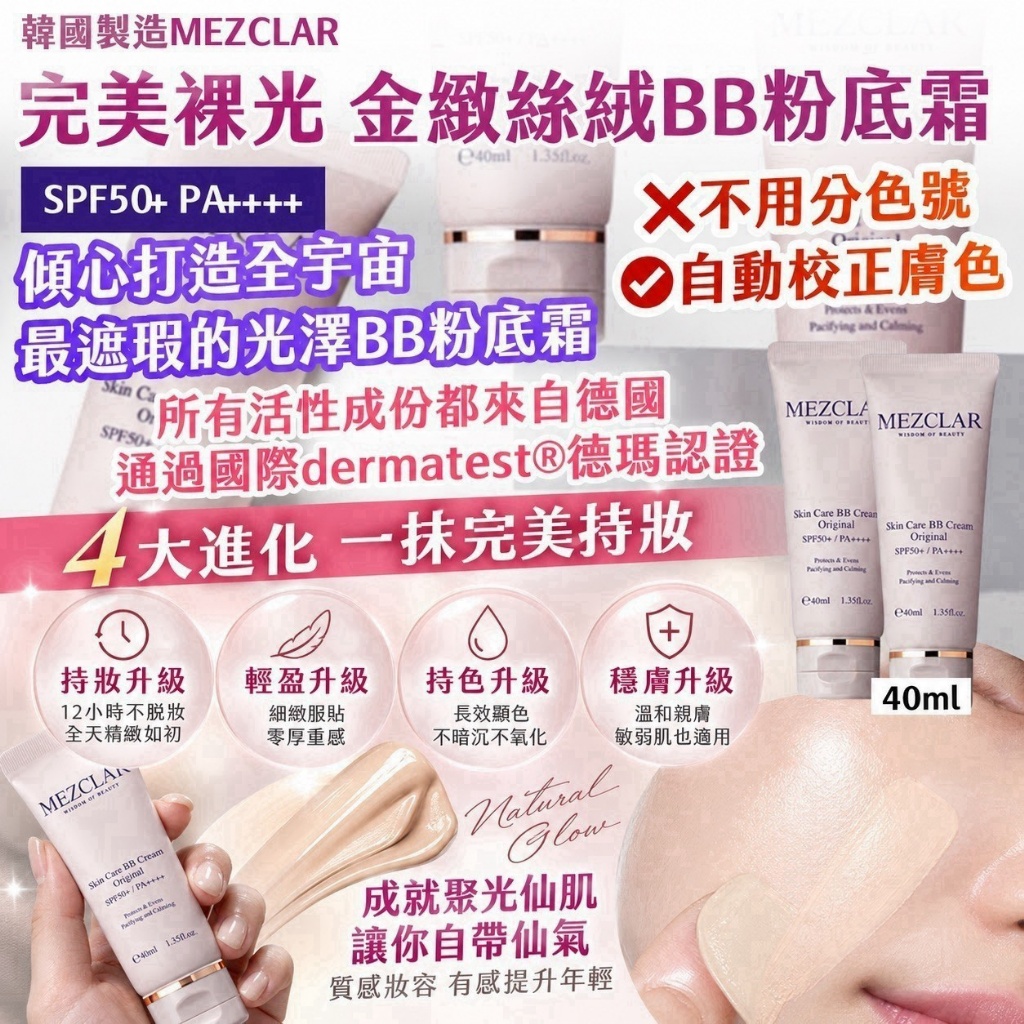 韓國製造MEZCLAR
完美裸光 金緻絲絨BB粉底霜
℮40ml 1.35fl.oz.
SPF50+ PA++++
不用分色號
自動校正膚色
傾心打造全宇宙
最遮瑕的光澤BB粉底霜
Protects & Evens
Pacifying and Calming
所有活性成份都來自德國
通過國際dermatest®德瑪認證
4大進化 一抹完美持妝
MEZCLA
WISDOM OF BEAUTY
Skin Care BB Cream
Original
SPF50+ / PA++++
Protects & Evens
Pacifying and Calming
℮40ml 1.35fl.oz.
MEZCLAR
WISDOM OF BEAUTY
Skin Care BB Cream
Original
SPF50+ / PA++++
Protects & Evens
Pacifying and Calming
℮40ml 1.35fl.oz.
40ml
持妝升級
12小時不脫妝
全天精緻如初
輕盈升級
細緻服貼
零厚重感
持色升級
長效顯色
不暗沉不氧化
穩膚升級
溫和親膚
敏弱肌也適用
MEZCLAR
WISDOM OF BEAUTY
Skin Care BB Cream
Original
SPF50+ / PA++++
Protects & Evens
Pacifying and Calming
℮40ml 1.35fl.oz.
Natural
Glow
成就聚光仙肌
讓你自帶仙氣
質感妝容 有感提升年輕